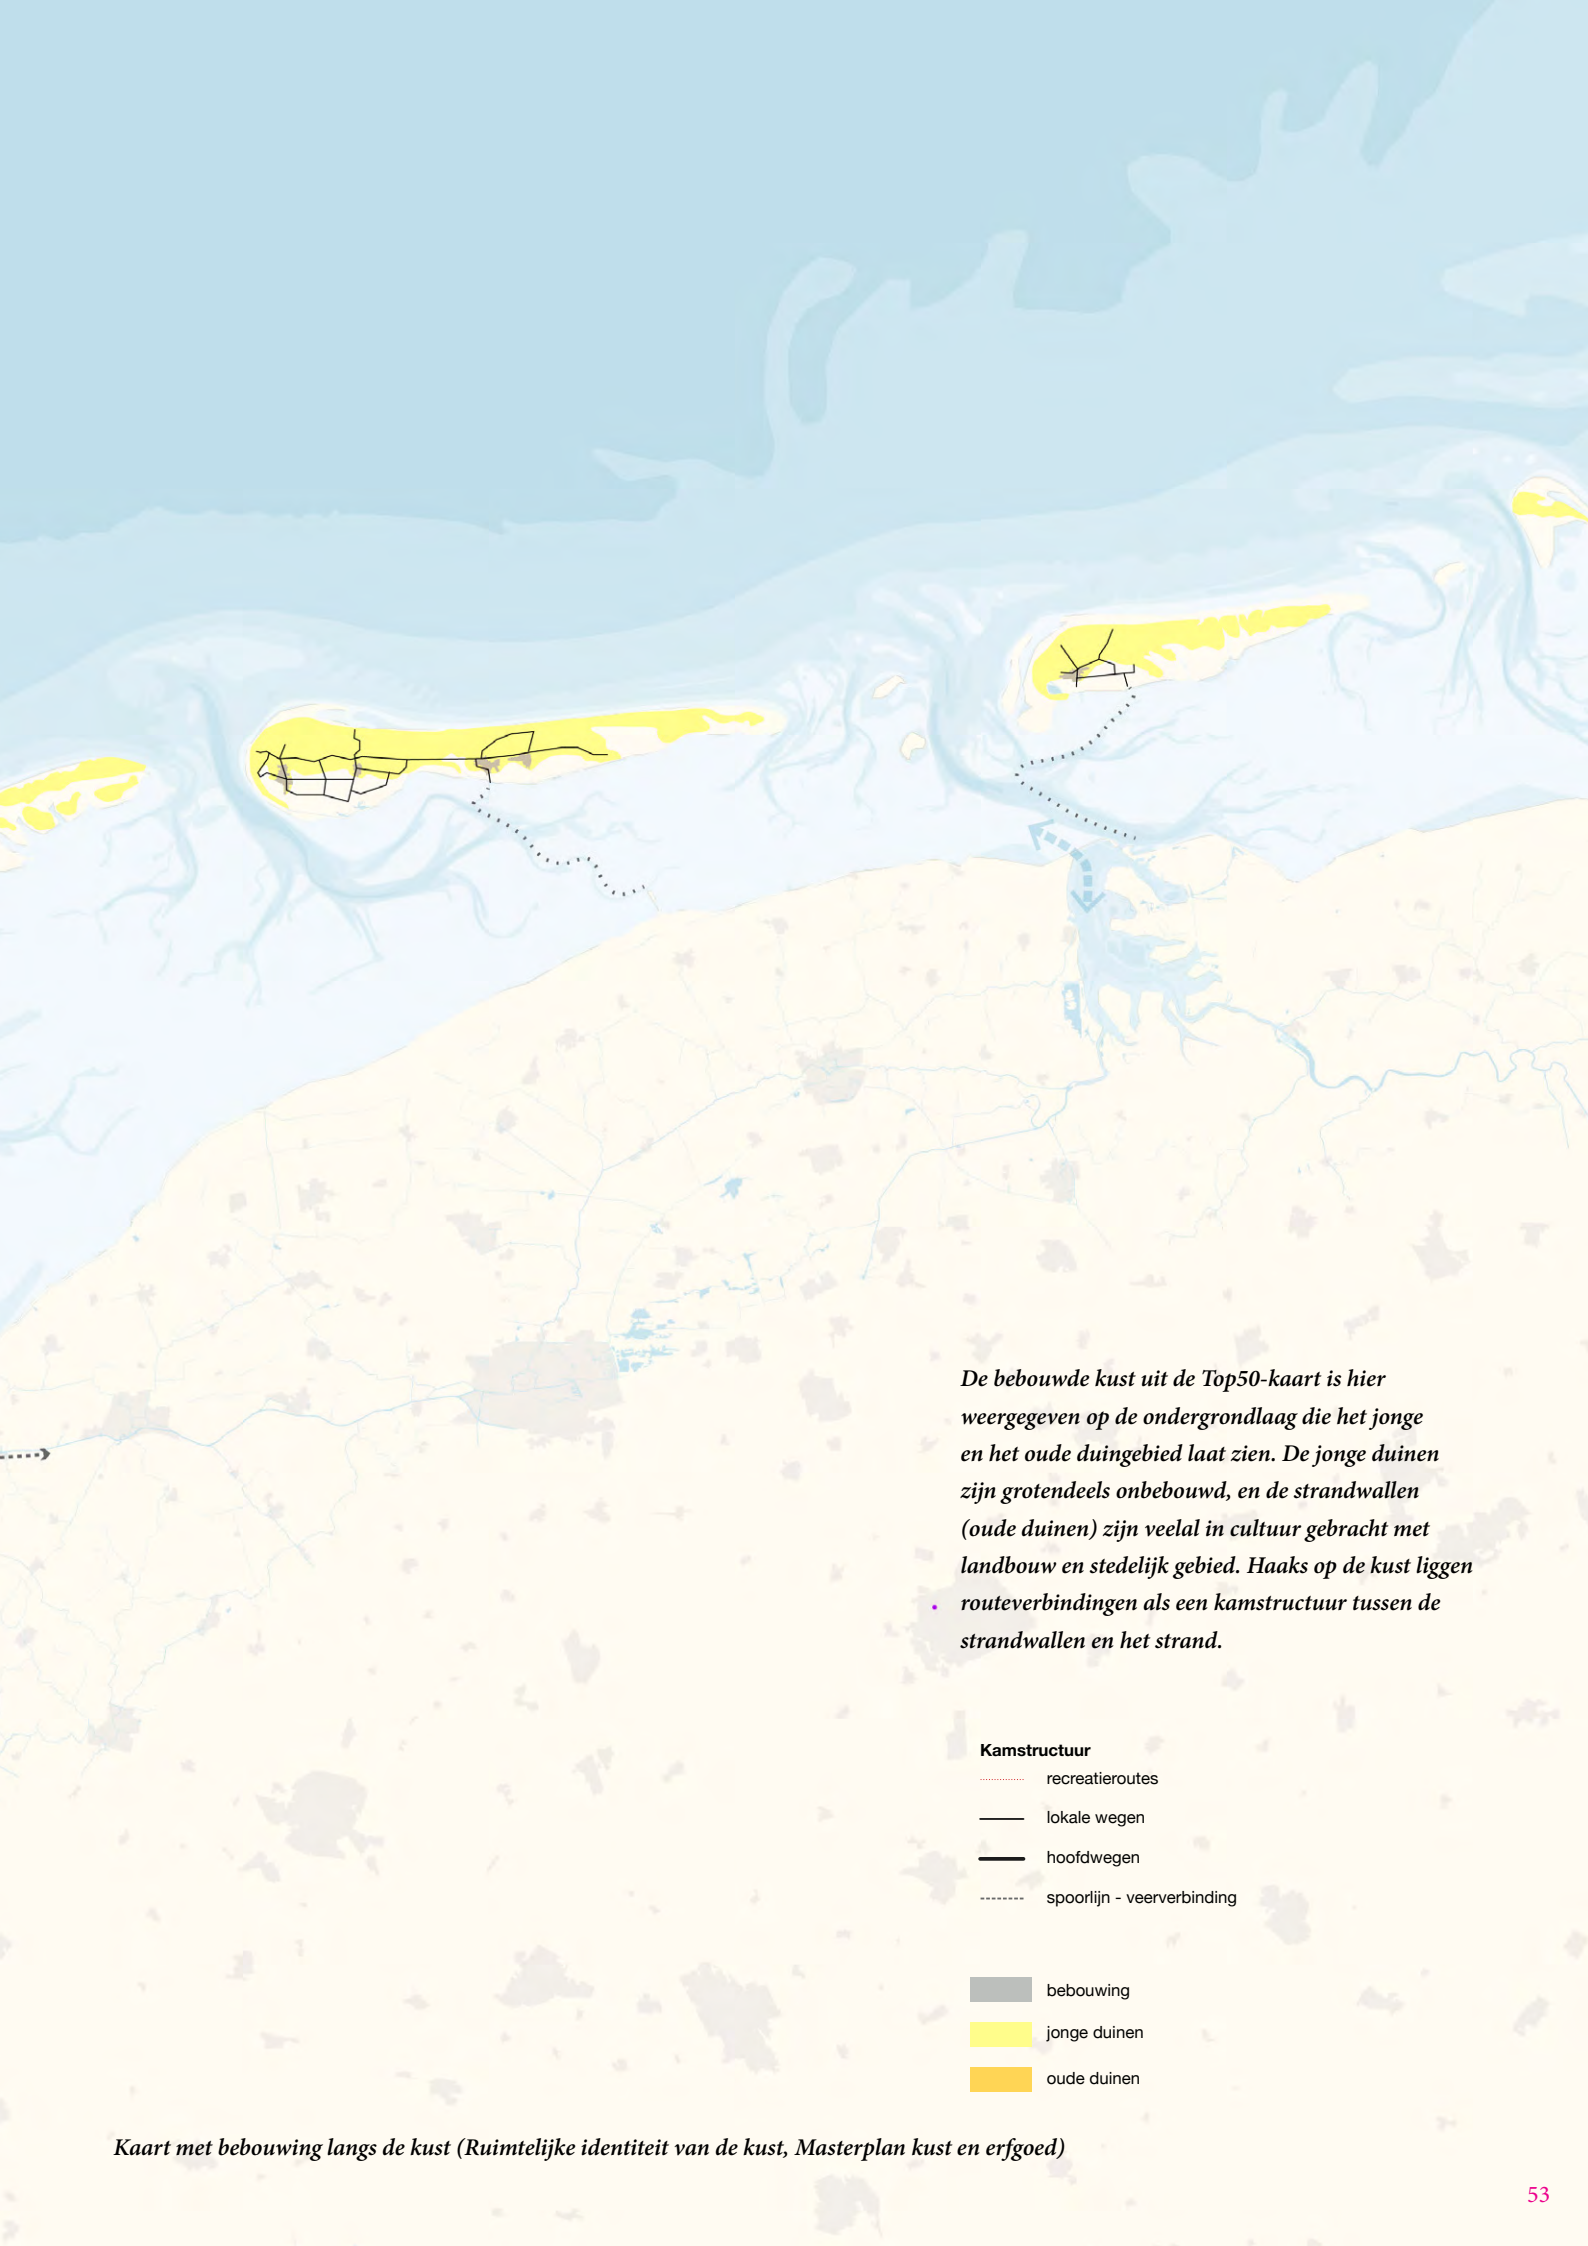 De bebouwde kust uit de Top50-kaart is hier
weergegeven op de ondergrondlaag die het jonge
en het oude duingebied laat zien. De jonge duinen
zijn grotendeels onbebouwd, en de strandwallen
(oude duinen) zijn veelal in cultuur gebracht met
landbouw en stedelijk gebied. Haaks op de kust liggen
routeverbindingen als een kamstructuur tussen de
strandwallen en het strand.
Kamstructuur
recreatieroutes
lokale wegen
hoofdwegen
spoorlijn - veerverbinding
bebouwing
jonge duinen
oude duinen
Kaart met bebouwing langs de kust (Ruimtelijke identiteit van de kust, Masterplan kust en erfgoed)
53